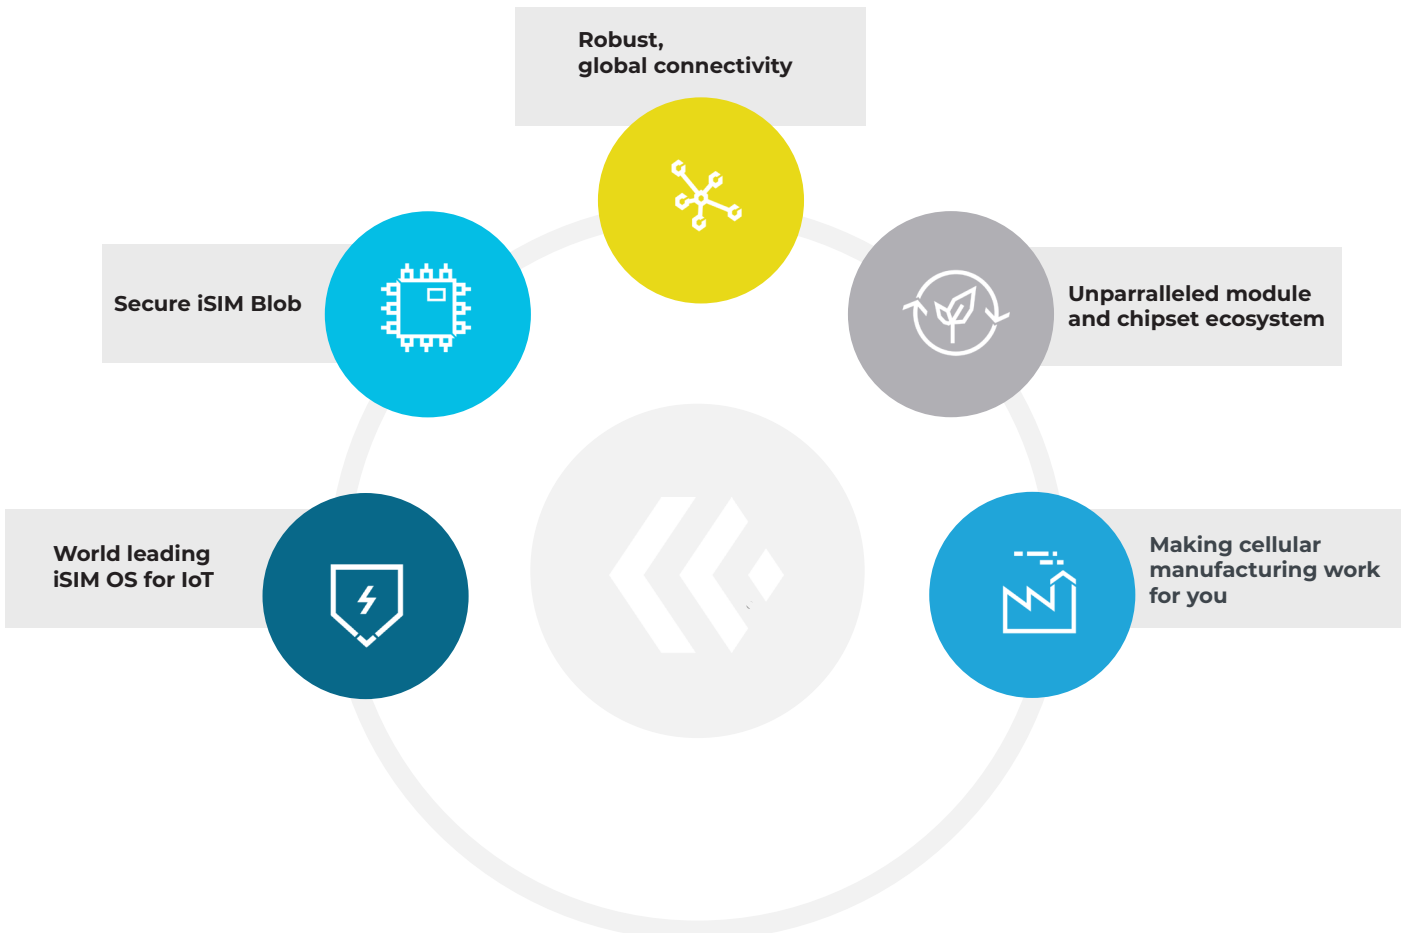 Robust,
global connectivity
Secure iSIM Blob
Unparralleled module
and chipset ecosystem
World leading
iSIM OS for IoT
Making cellular
manufacturing work
for you